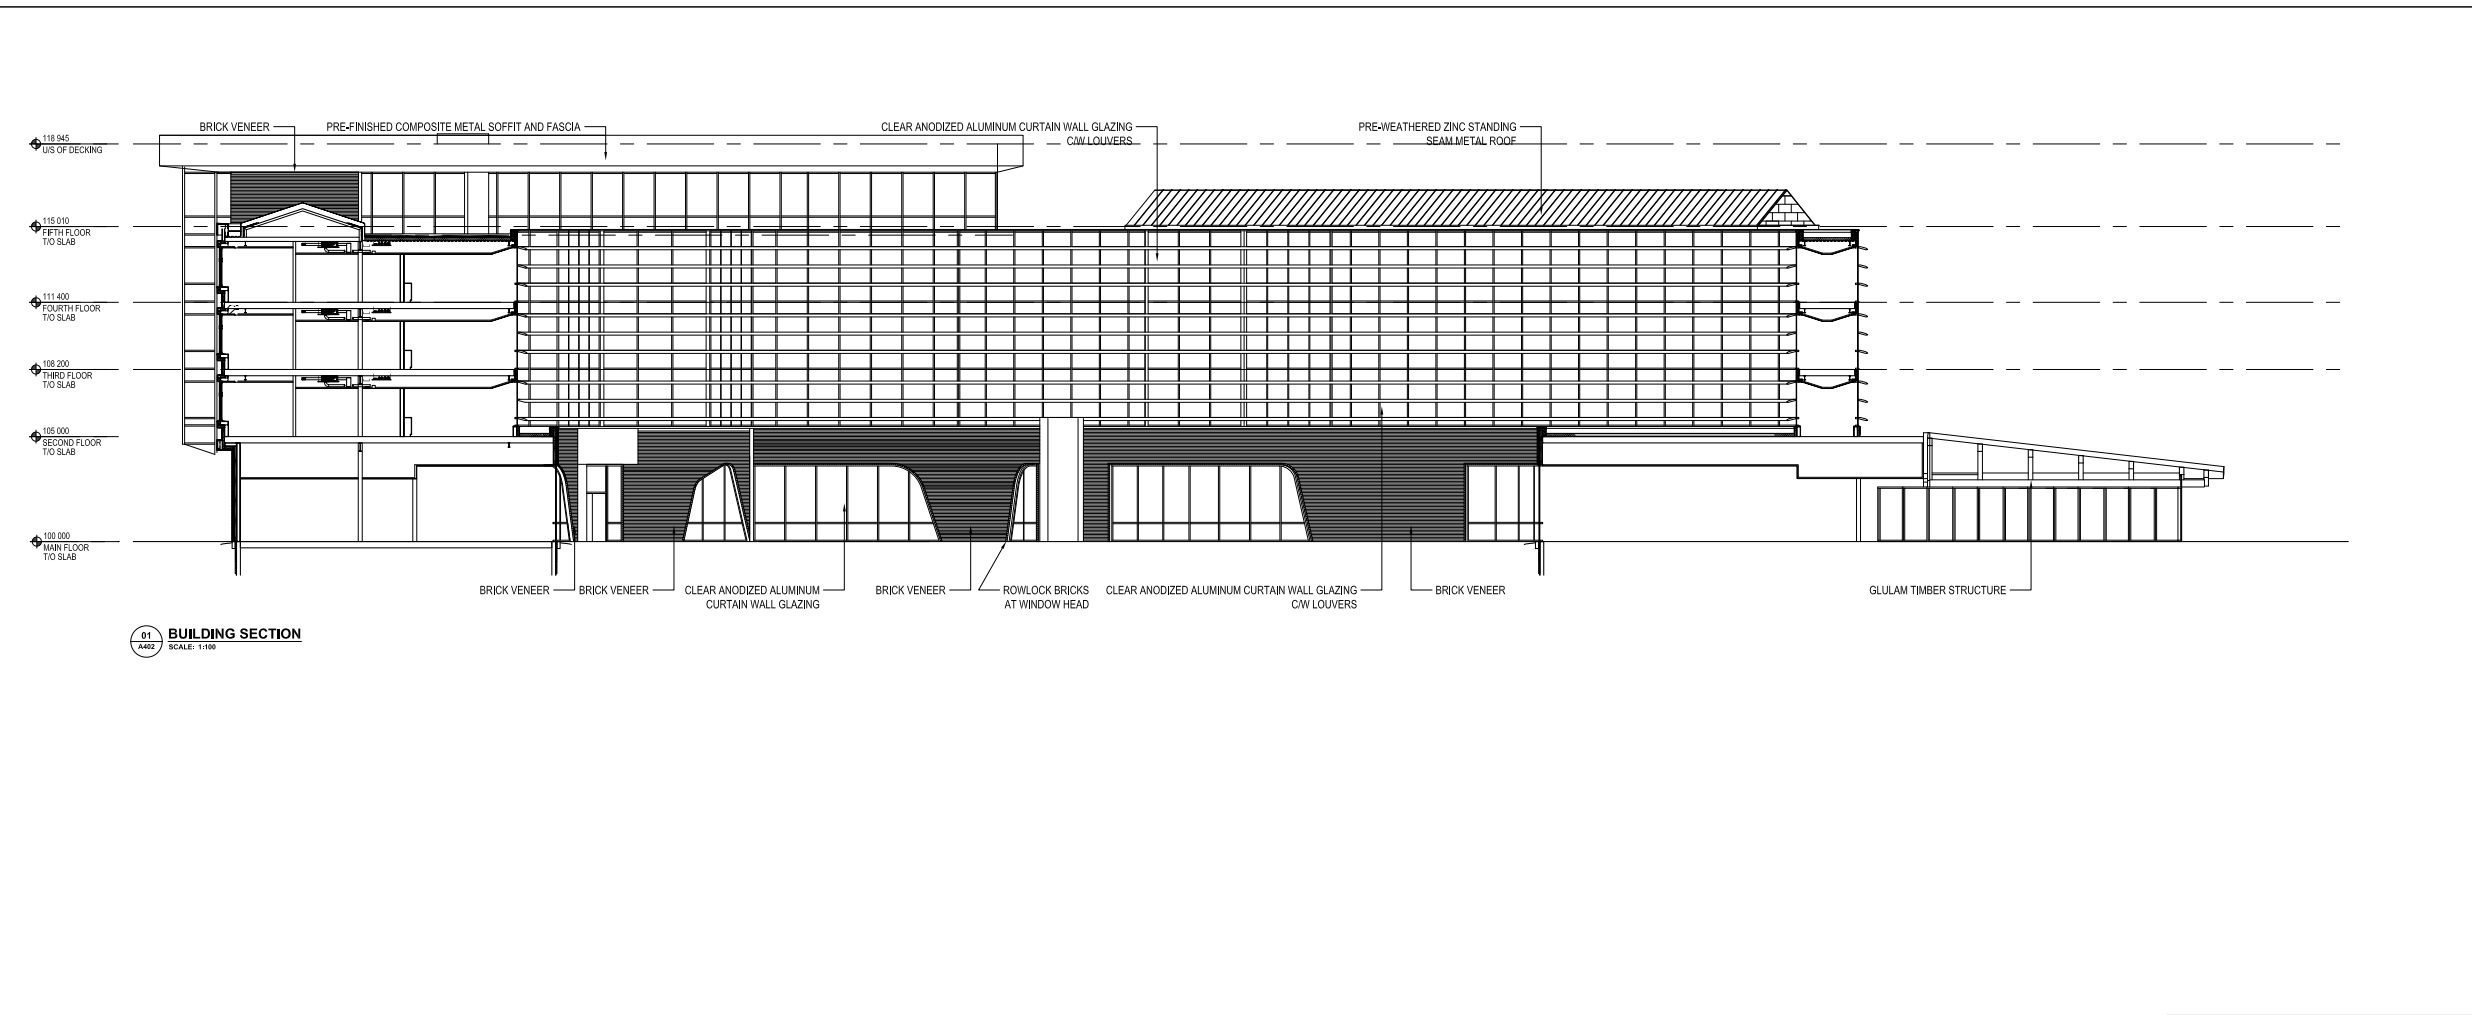 BRICK VENEER
PRE-FINISHED COMPOSITE METAL SOFFIT AND FASCIA
CLEAR ANODIZED ALUMINUM CURTAIN WALL GLAZING
C/W LOUVERS
PRE-WEATHERED ZINC STANDING
SEAM METAL ROOF
118 945
U/S OF DECKING
115 010
FIFTH FLOOR
T/O SLAB
111 400
FOURTH FLOOR
T/O SLAB
108 200
THIRD FLOOR
T/O SLAB
105 000
SECOND FLOOR
T/O SLAB
100 000
MAIN FLOOR
T/O SLAB
BRICK VENEER
BRICK VENEER
CLEAR ANODIZED ALUMINUM
CURTAIN WALL GLAZING
BRICK VENEER
ROWLOCK BRICKS
AT WINDOW HEAD
CLEAR ANODIZED ALUMINUM CURTAIN WALL GLAZING
C/W LOUVERS
BRICK VENEER
GLULAM TIMBER STRUCTURE
01
A402
BUILDING SECTION
SCALE: 1:100